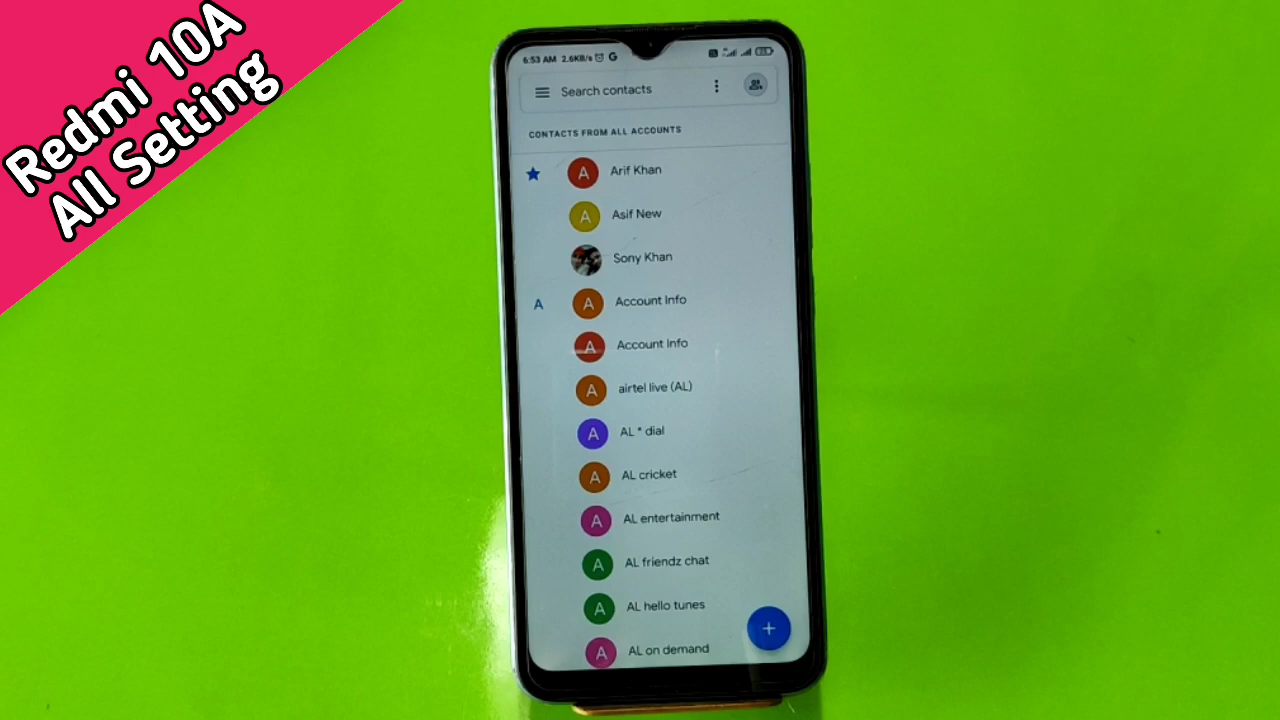 Redmi 10A
All Setting
6:53 AM 2.6KB/s G
Search contacts
CONTACTS FROM ALL ACCOUNTS
A Arif Khan
A Asif New
Sony Khan
A A Account Info
A Account Info
A airtel live (AL)
A AL * dial
A AL cricket
A AL entertainment
A AL friendz chat
A AL hello tunes
A AL on demand
+